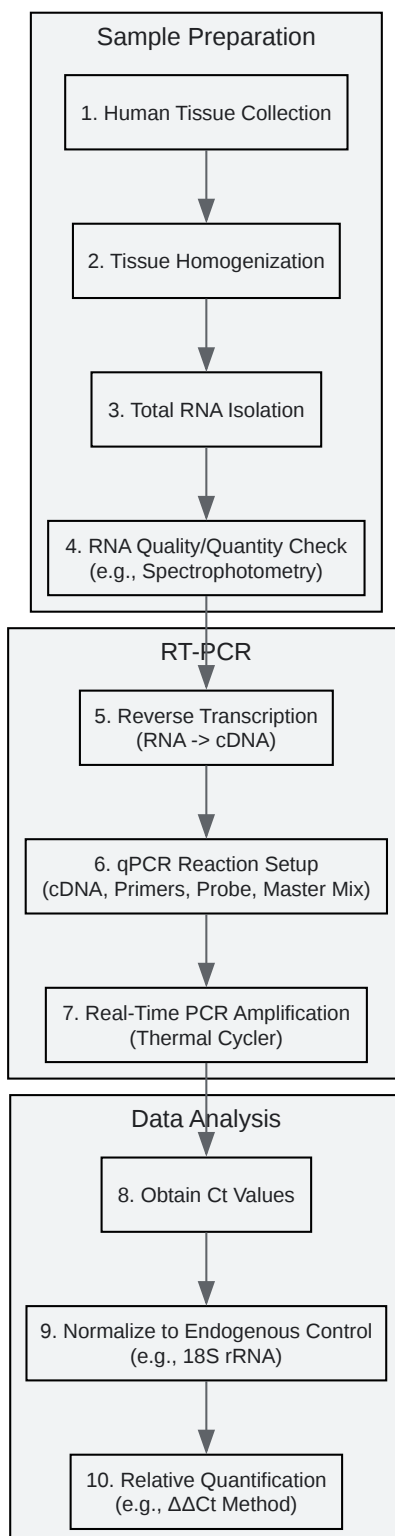 Sample Preparation
1. Human Tissue Collection
2. Tissue Homogenization
3. Total RNA Isolation
4. RNA Quality/Quantity Check
(e.g., Spectrophotometry)
RT-PCR
5. Reverse Transcription
(RNA -> cDNA)
6. qPCR Reaction Setup
(cDNA, Primers, Probe, Master Mix)
7. Real-Time PCR Amplification
(Thermal Cycler)
Data Analysis
8. Obtain Ct Values
9. Normalize to Endogenous Control
(e.g., 18S rRNA)
10. Relative Quantification
(e.g., ΔΔCt Method)